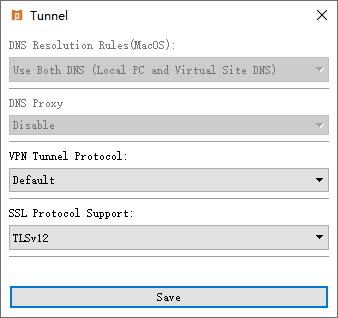 Tunnel
DNS Resolution Rules(MacOS):
Use Both DNS (Local PC and Virtual Site DNS)
DNS Proxy
Disable
VPN Tunnel Protocol:
Default
SSL Protocol Support:
TLSv12
Save